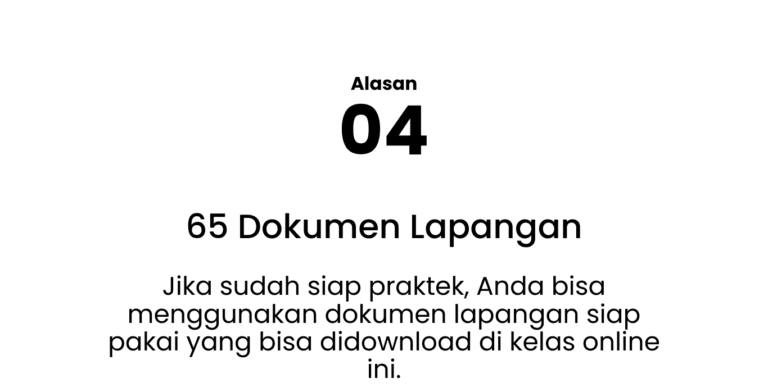 Alasan
04
65 Dokumen Lapangan
Jika sudah siap praktek, Anda bisa
menggunakan dokumen lapangan siap
pakai yang bisa didownload di kelas online
ini.